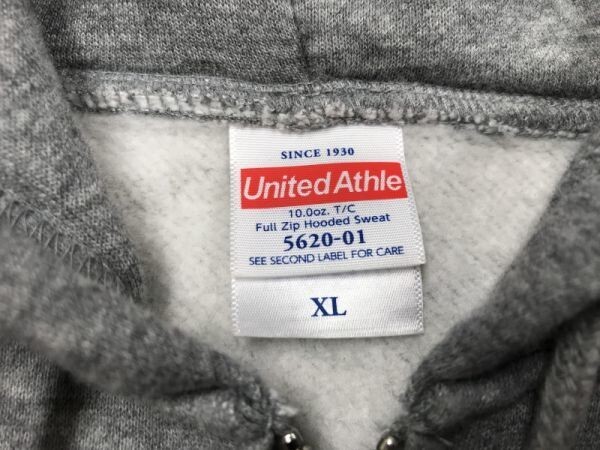 SINCE 1930
United Athle
10.0oz. T/C
Full Zip Hooded Sweat
5620-01
SEE SECOND LABEL FOR CARE
XL